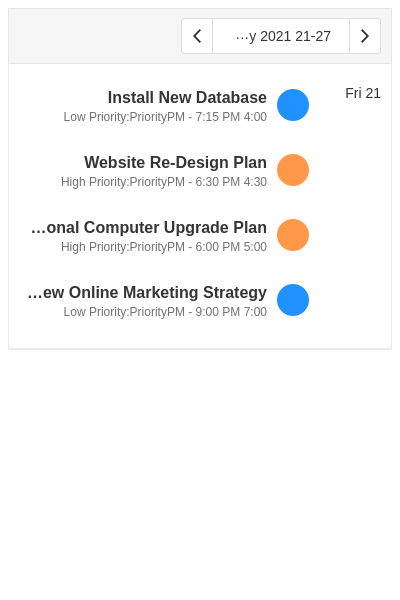 …y 2021 21-27
Fri 21
Install New Database
Low Priority:PriorityPM - 7:15 PM 4:00
Website Re-Design Plan
High Priority:PriorityPM - 6:30 PM 4:30
…onal Computer Upgrade Plan
High Priority:PriorityPM - 6:00 PM 5:00
…ew Online Marketing Strategy
Low Priority:PriorityPM - 9:00 PM 7:00